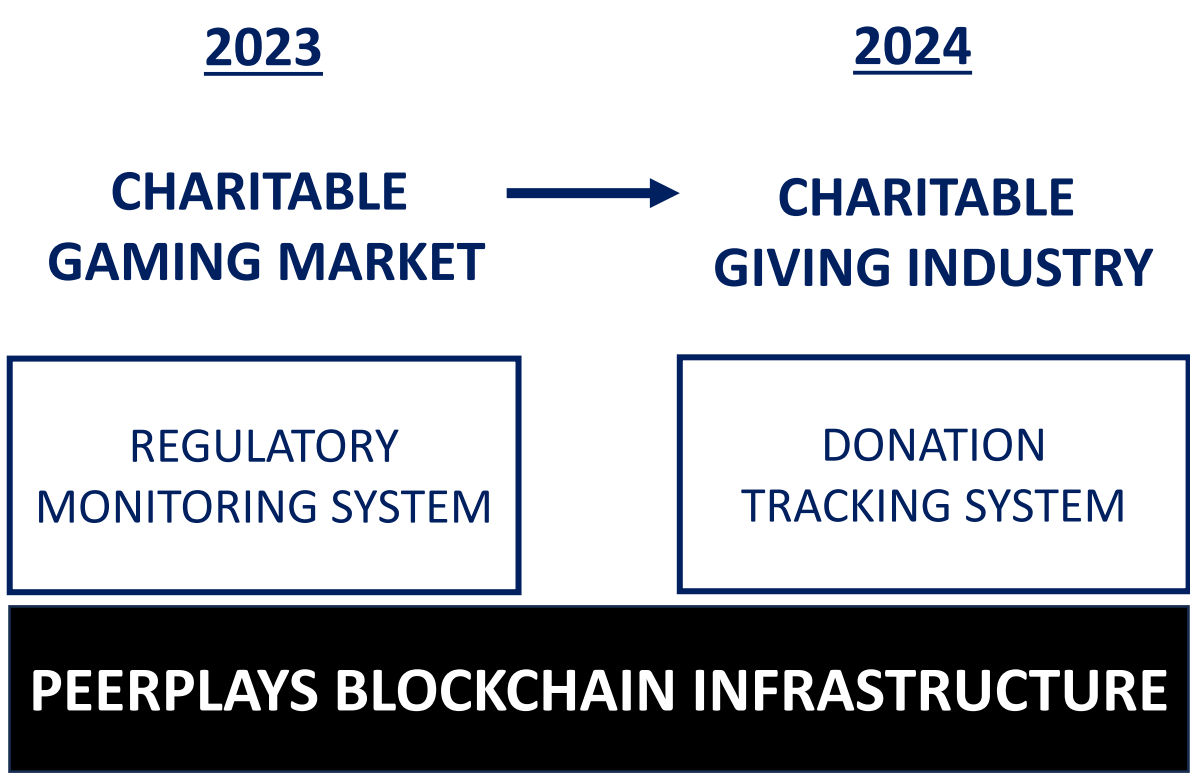 2023
2024
CHARITABLE
GAMING MARKET
CHARITABLE
GIVING INDUSTRY
REGULATORY
MONITORING SYSTEM
DONATION
TRACKING SYSTEM
PEERPLAYS BLOCKCHAIN INFRASTRUCTURE